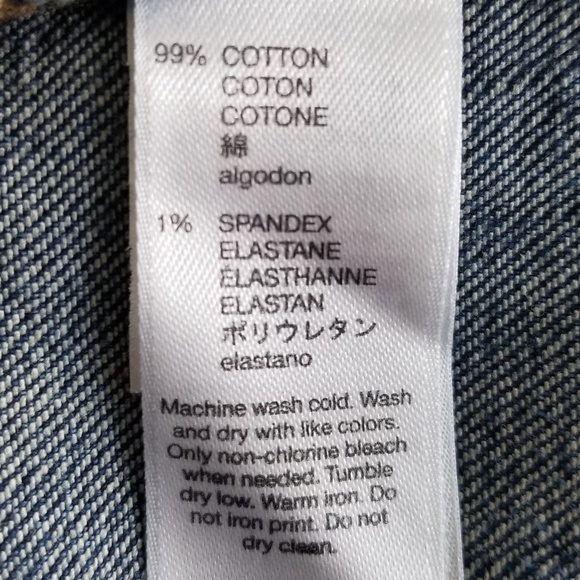 99% COTTON
COTON
COTONE
綿
algodon
1% SPANDEX
ELASTANE
ÉLASTHANNE
ELASTAN
ポリウレタン
elastano
Machine wash cold. Wash
and dry with like colors.
Only non-chlorine bleach
when needed. Tumble
dry low. Warm iron. Do
not iron print. Do not
dry clean.